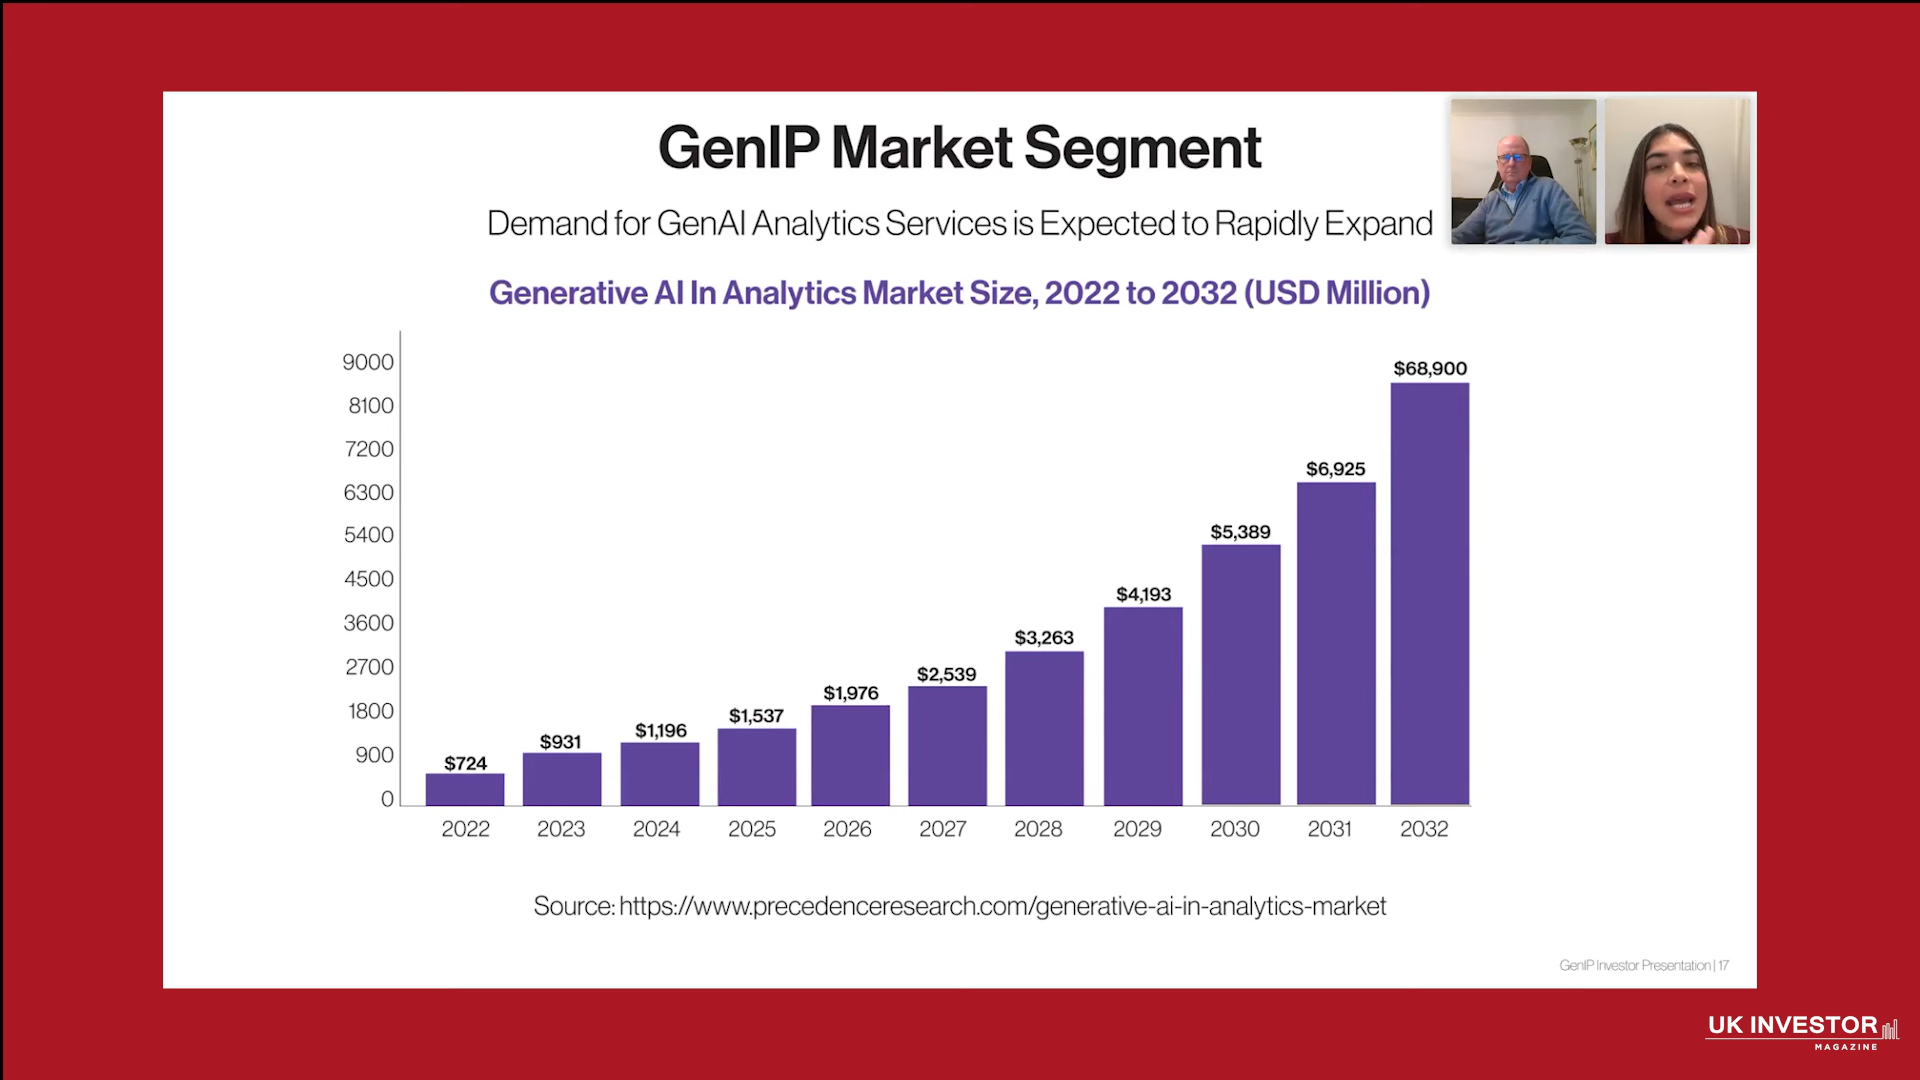 GenIP Market Segment
Demand for GenAI Analytics Services is Expected to Rapidly Expand
Generative AI In Analytics Market Size, 2022 to 2032 (USD Million)
9000
8100
7200
6300
5400
4500
3600
2700
1800
900
0
$724
$931
$1,196
$1,537
$1,976
$2,539
$3,263
$4,193
$5,389
$6,925
$68,900
2022 2023 2024 2025 2026 2027 2028 2029 2030 2031 2032
Source: https://www.precedenceresearch.com/generative-ai-in-analytics-market
GenIP Investor Presentation | 17
UK INVESTOR
MAGAZINE